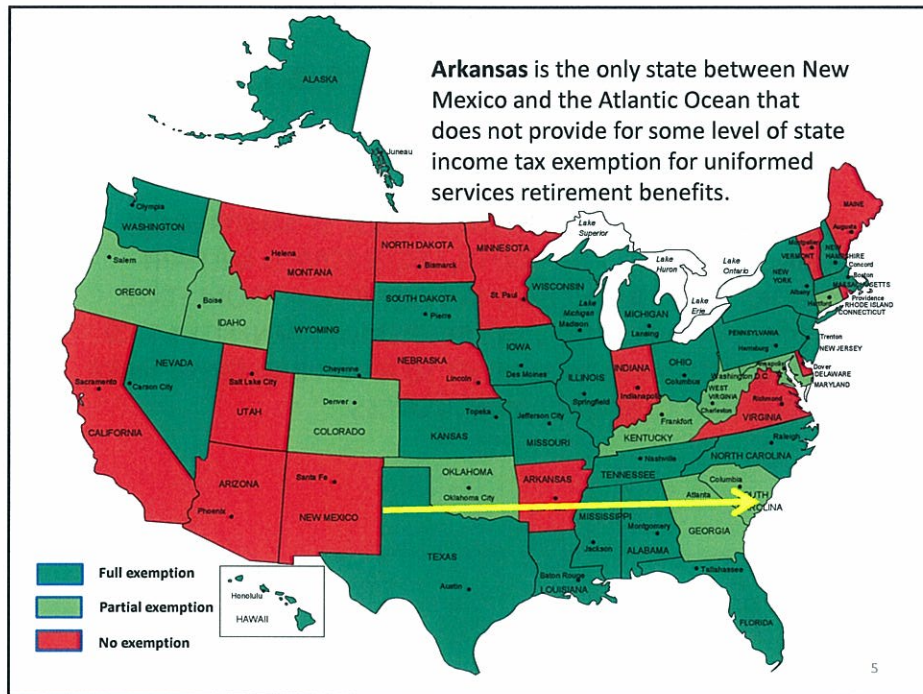 Arkansas is the only state between New
Mexico and the Atlantic Ocean that
does not provide for some level of state
income tax exemption for uniformed
services retirement benefits.
ALASKA
Juneau
Olympia
WASHINGTON
Salem
OREGON
Boise
IDAHO
Helena
MONTANA
NORTH DAKOTA
Bismarck
MINNESOTA
St. Paul
Lake
Superior
Lake
Huron
Lake
Ontario
Lake
Erie
Lake
Michigan
MAINE
Augusta
Montpelier
VERMONT
NEW
HAMPSHIRE
Concord
Boston
MASSACHUSETTS
Providence
RHODE ISLAND
CONNECTICUT
Hartford
NEW
YORK
Albany
WISCONSIN
Madison
MICHIGAN
Lansing
SOUTH DAKOTA
Pierre
WYOMING
Cheyenne
NEVADA
Carson City
Sacramento
CALIFORNIA
Salt Lake City
UTAH
Denver
COLORADO
NEBRASKA
Lincoln
IOWA
Des Moines
ILLINOIS
Springfield
INDIANA
Indianapolis
OHIO
Columbus
PENNSYLVANIA
Harrisburg
Trenton
NEW JERSEY
Dover
DELAWARE
MARYLAND
Annapolis
Washington D.C.
WEST
VIRGINIA
Charleston
Richmond
VIRGINIA
Frankfort
KENTUCKY
Topeka
KANSAS
Jefferson City
MISSOURI
Nashville
TENNESSEE
Raleigh
NORTH CAROLINA
Columbia
SOUTH
CAROLINA
Atlanta
GEORGIA
ARIZONA
Phoenix
Santa Fe
NEW MEXICO
OKLAHOMA
Oklahoma City
ARKANSAS
MISSISSIPPI
Jackson
Montgomery
ALABAMA
TEXAS
Austin
Baton Rouge
LOUISIANA
Tallahassee
FLORIDA
Honolulu
HAWAII
Full exemption
Partial exemption
No exemption
5